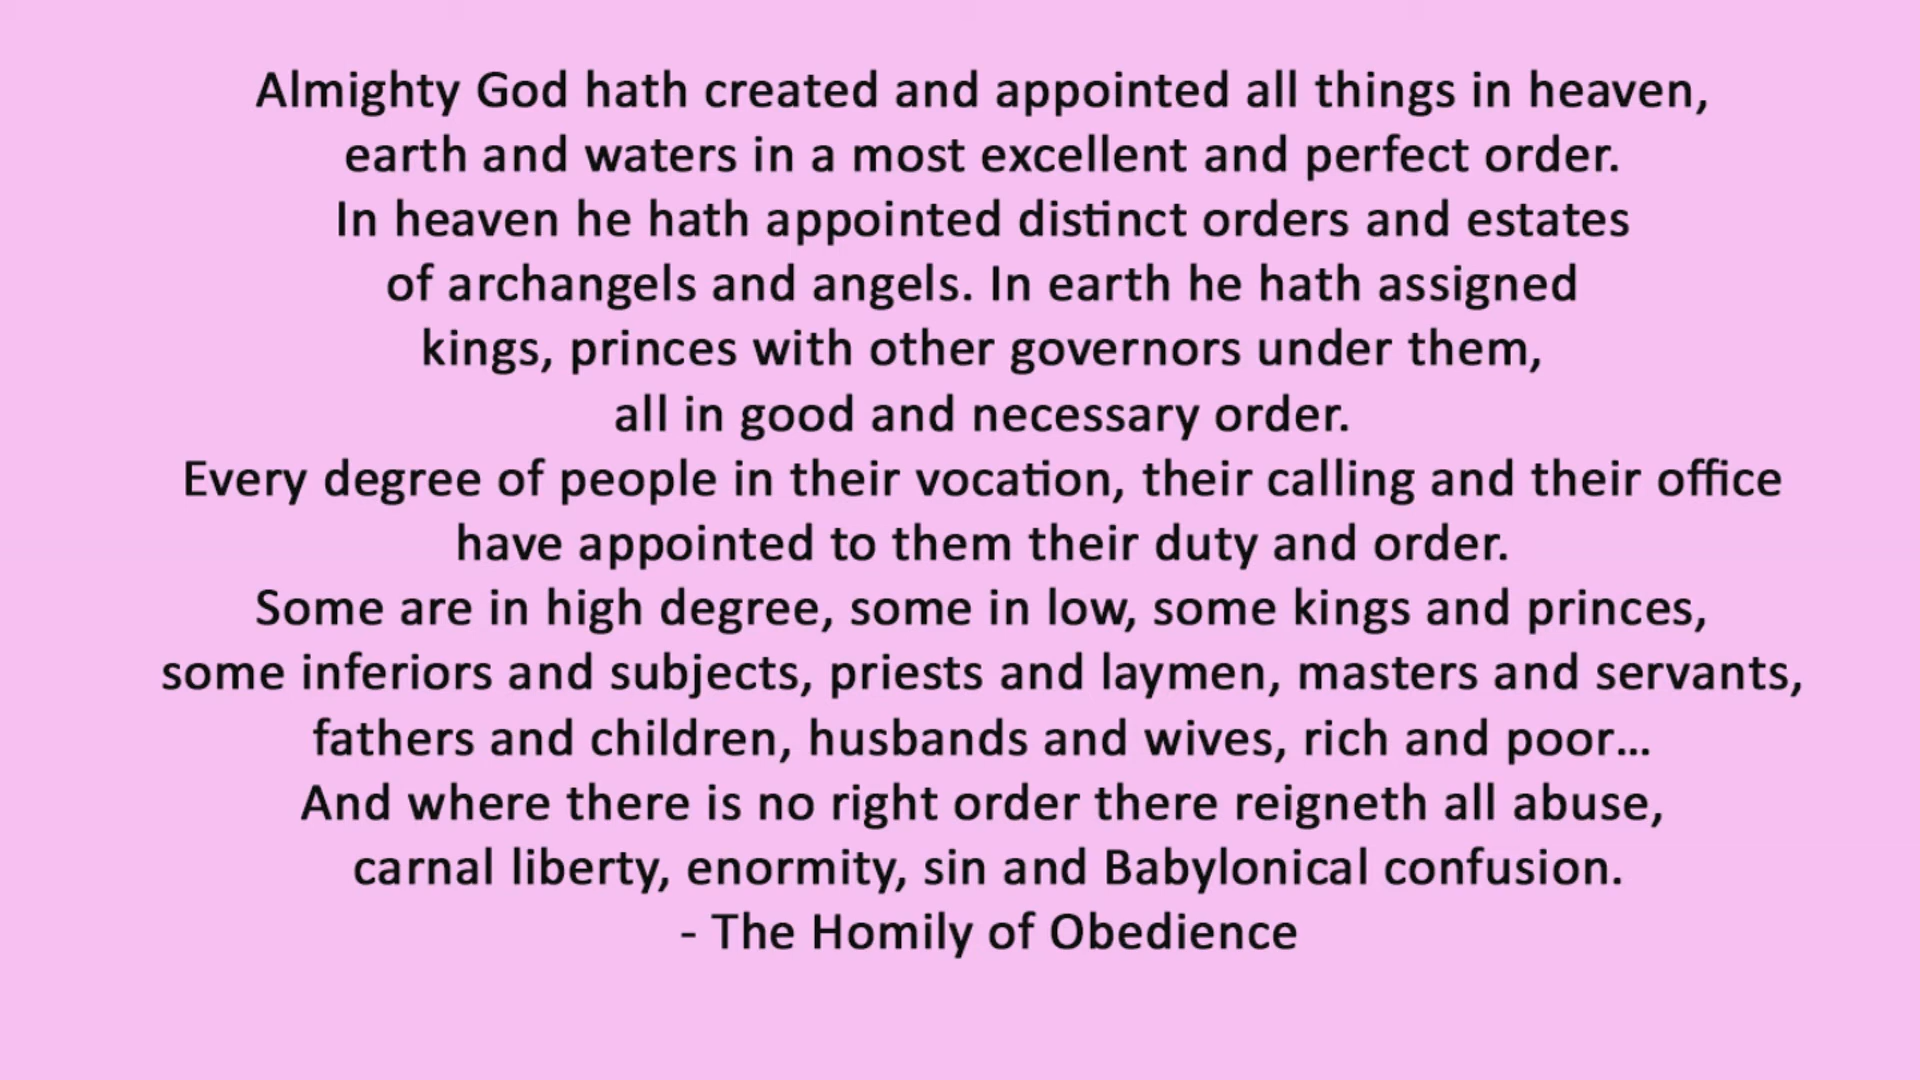 Almighty God hath created and appointed all things in heaven,
earth and waters in a most excellent and perfect order.
In heaven he hath appointed distinct orders and estates
of archangels and angels. In earth he hath assigned
kings, princes with other governors under them,
all in good and necessary order.
Every degree of people in their vocation, their calling and their office
have appointed to them their duty and order.
Some are in high degree, some in low, some kings and princes,
some inferiors and subjects, priests and laymen, masters and servants,
fathers and children, husbands and wives, rich and poor...
And where there is no right order there reigneth all abuse,
carnal liberty, enormity, sin and Babylonical confusion.
- The Homily of Obedience